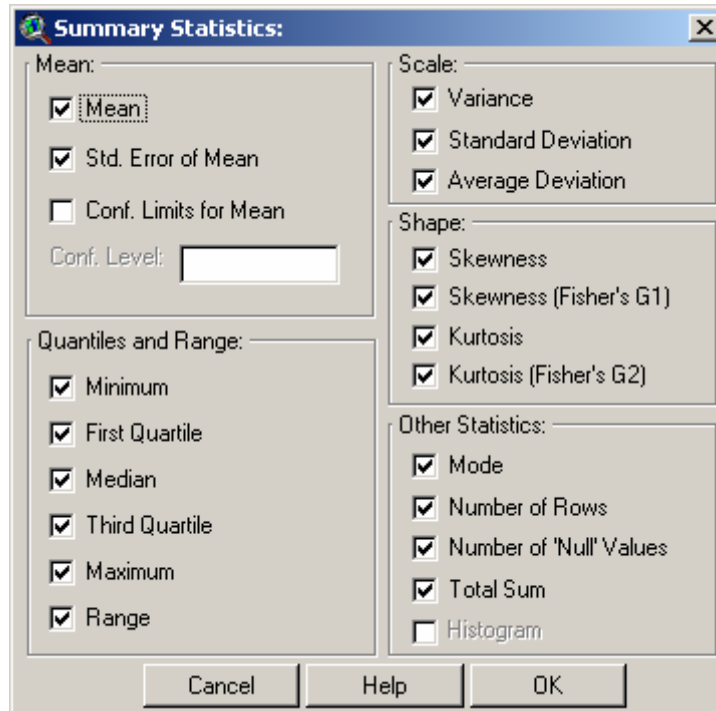 Summary Statistics:
Mean:
Mean
Std. Error of Mean
Conf. Limits for Mean
Conf. Level:
Quantiles and Range:
Minimum
First Quartile
Median
Third Quartile
Maximum
Range
Scale:
Variance
Standard Deviation
Average Deviation
Shape:
Skewness
Skewness (Fisher's G1)
Kurtosis
Kurtosis (Fisher's G2)
Other Statistics:
Mode
Number of Rows
Number of 'Null' Values
Total Sum
Histogram
Cancel
Help
OK